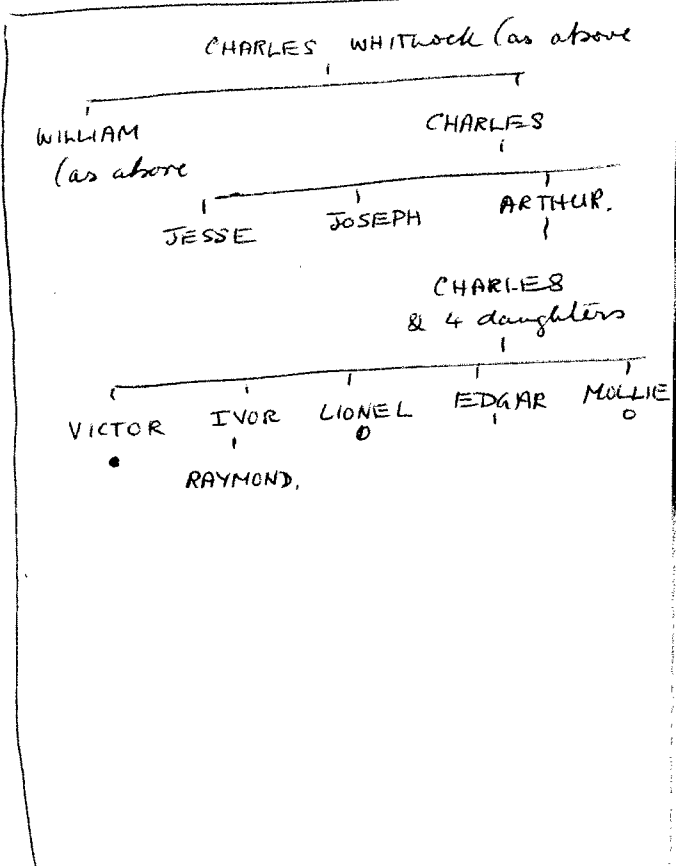 CHARLES WHITLOCK (as above
WILLIAM
(as above
CHARLES
JESSE JOSEPH ARTHUR.
CHARLES
& 4 daughters
VICTOR IVOR LIONEL EDGAR MOLLIE
RAYMOND.